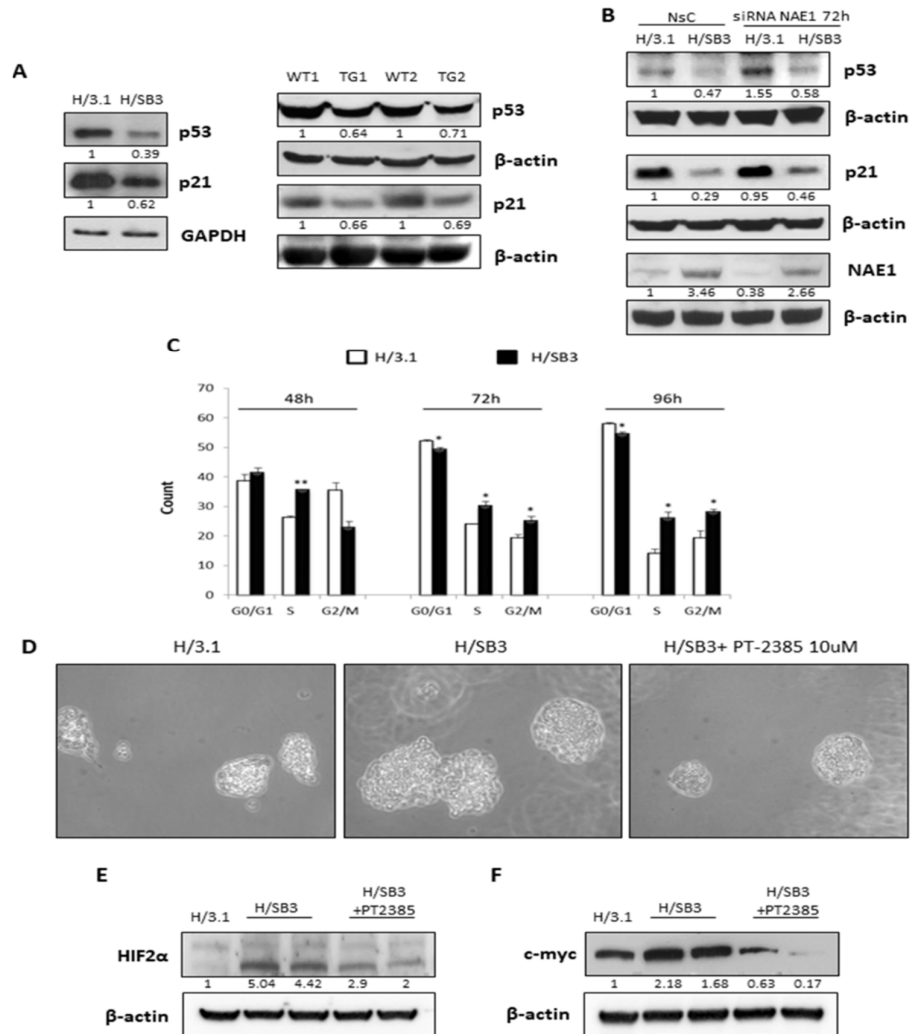 A
H/3.1 H/SB3
p53
1 0.39
p21
1 0.62
GAPDH
WT1 TG1 WT2 TG2
p53
1 0.64 1 0.71
β-actin
p21
1 0.66 1 0.69
β-actin
B
NsC siRNA NAE1 72h
H/3.1 H/SB3 H/3.1 H/SB3
p53
1 0.47 1.55 0.58
β-actin
p21
1 0.29 0.95 0.46
β-actin
NAE1
1 3.46 0.38 2.66
β-actin
C
H/3.1 H/SB3
48h 72h 96h
Count
70
60
50
40
30
20
10
0
* * ** * * * *
G0/G1 S G2/M G0/G1 S G2/M G0/G1 S G2/M
D
H/3.1 H/SB3 H/SB3+ PT-2385 10uM
E
H/3.1 H/SB3 H/SB3
+PT2385
HIF2α
1 5.04 4.42 2.9 2
β-actin
F
H/3.1 H/SB3 H/SB3
+PT2385
c-myc
1 2.18 1.68 0.63 0.17
β-actin